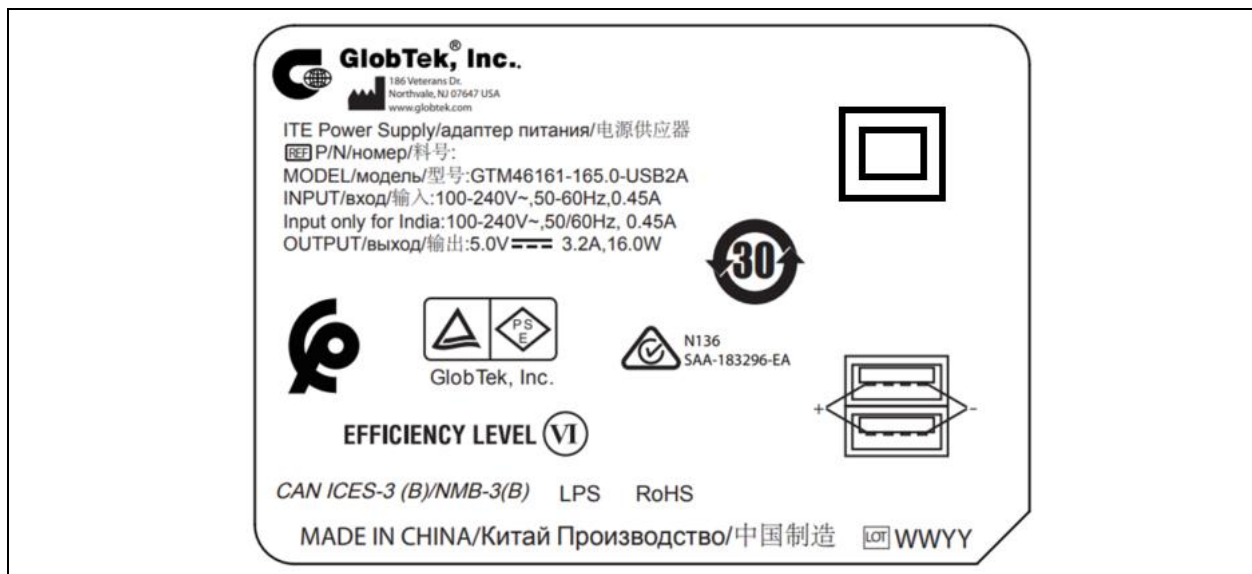 GlobTek,® Inc.
186 Veterans Dr.
Northvale, NJ 07647 USA
www.globtek.com
ITE Power Supply/адаптер питания/电源供应器
REF P/N/номер/料号:
MODEL/модель/型号:GTM46161-165.0-USB2A
INPUT/вход/输入:100-240V~,50-60Hz,0.45A
Input only for India:100-240V~,50/60Hz, 0.45A
OUTPUT/выход/输出:5.0V 3.2A,16.0W
30
PSE
GlobTek, Inc.
N136
SAA-183296-EA
+ -
EFFICIENCY LEVEL VI
CAN ICES-3 (B)/NMB-3(B) LPS RoHS
MADE IN CHINA/Китай Производство/中国制造 LOT WWYY